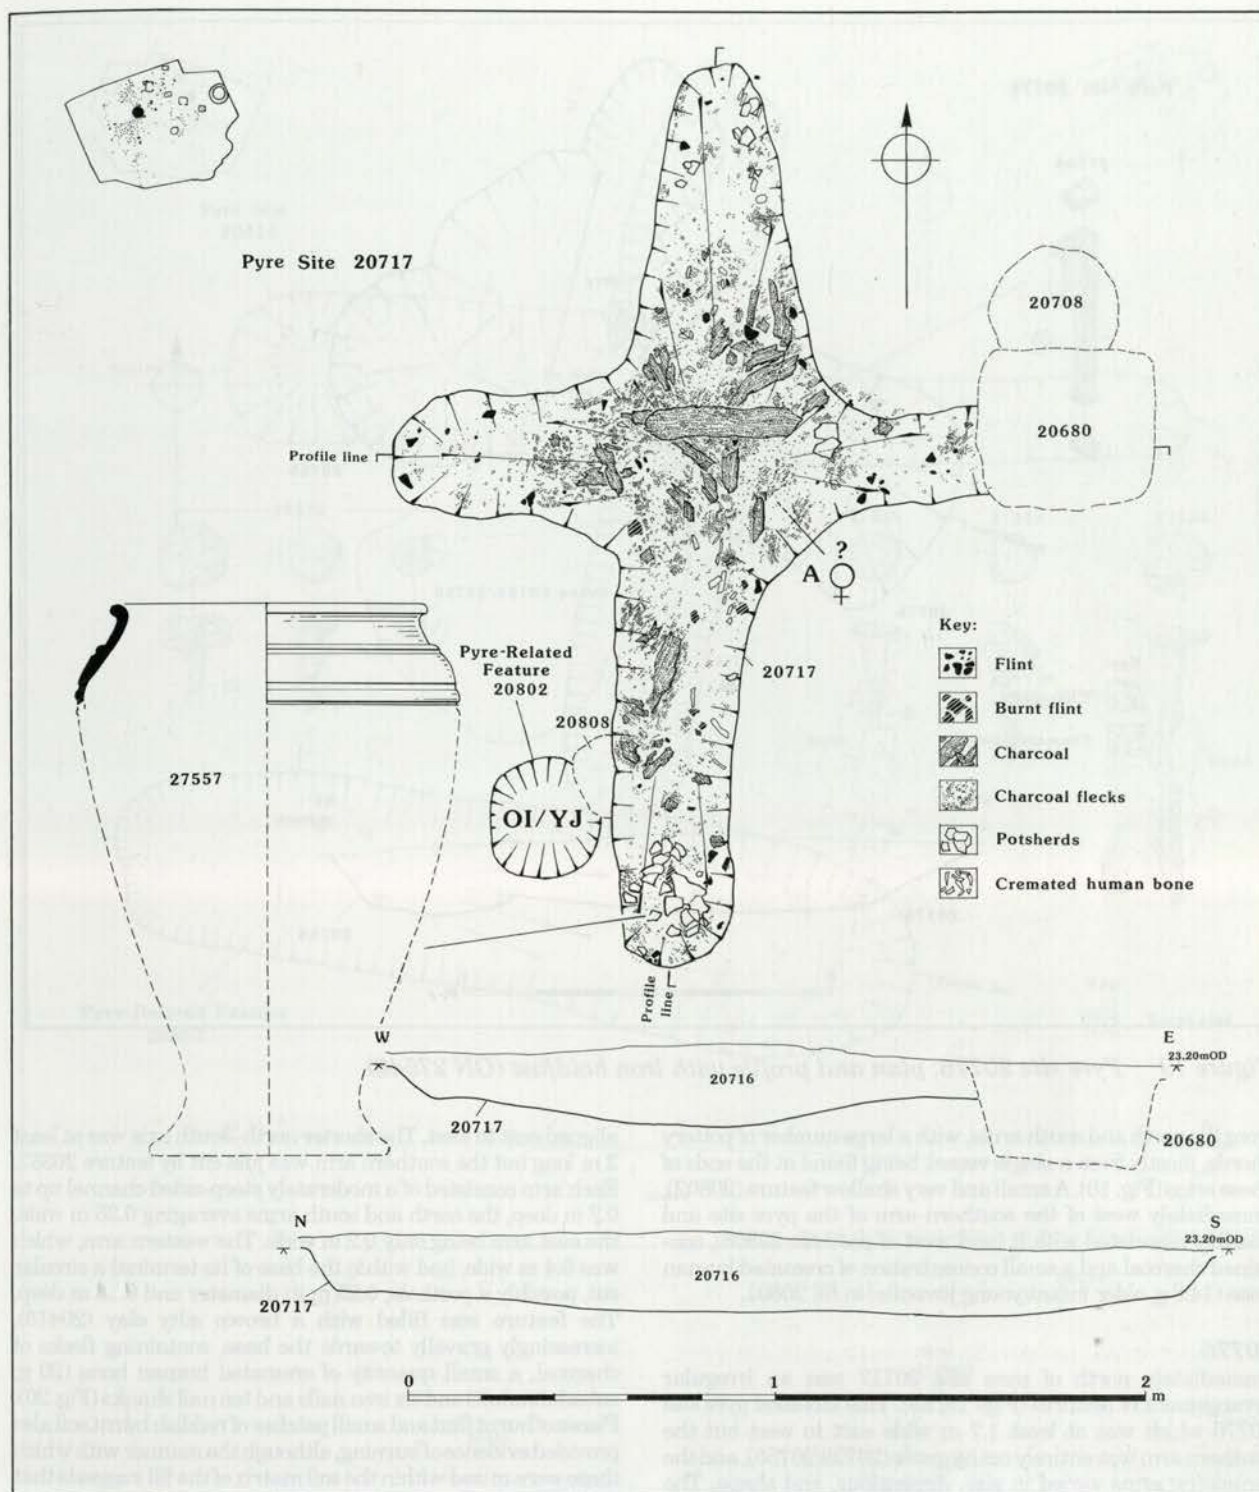 Pyre Site 20717
20708
20680
Profile line
?
A
20717
Key:
Flint
Burnt flint
Charcoal
Charcoal flecks
Potsherds
Cremated human bone
Pyre-Related
Feature
20802
20808
OI/YJ
27557
Profile
line
W
E
23.20mOD
20716
20717
20680
N
S
23.20mOD
20716
20717
0
1
2
m